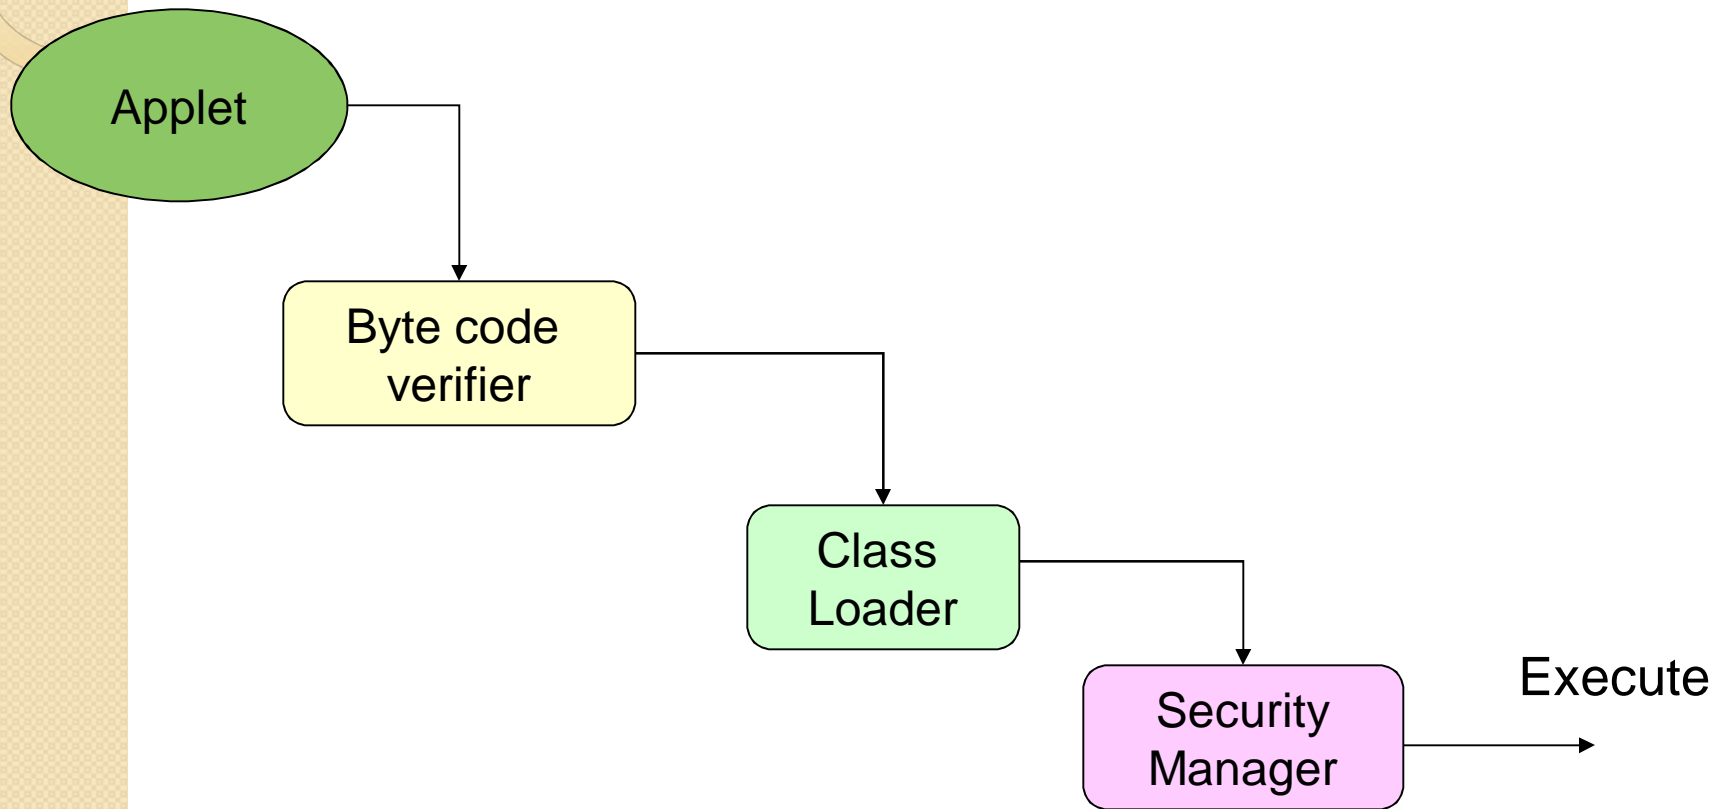 Applet
Byte code
verifier
Class
Loader
Security
Manager
Execute